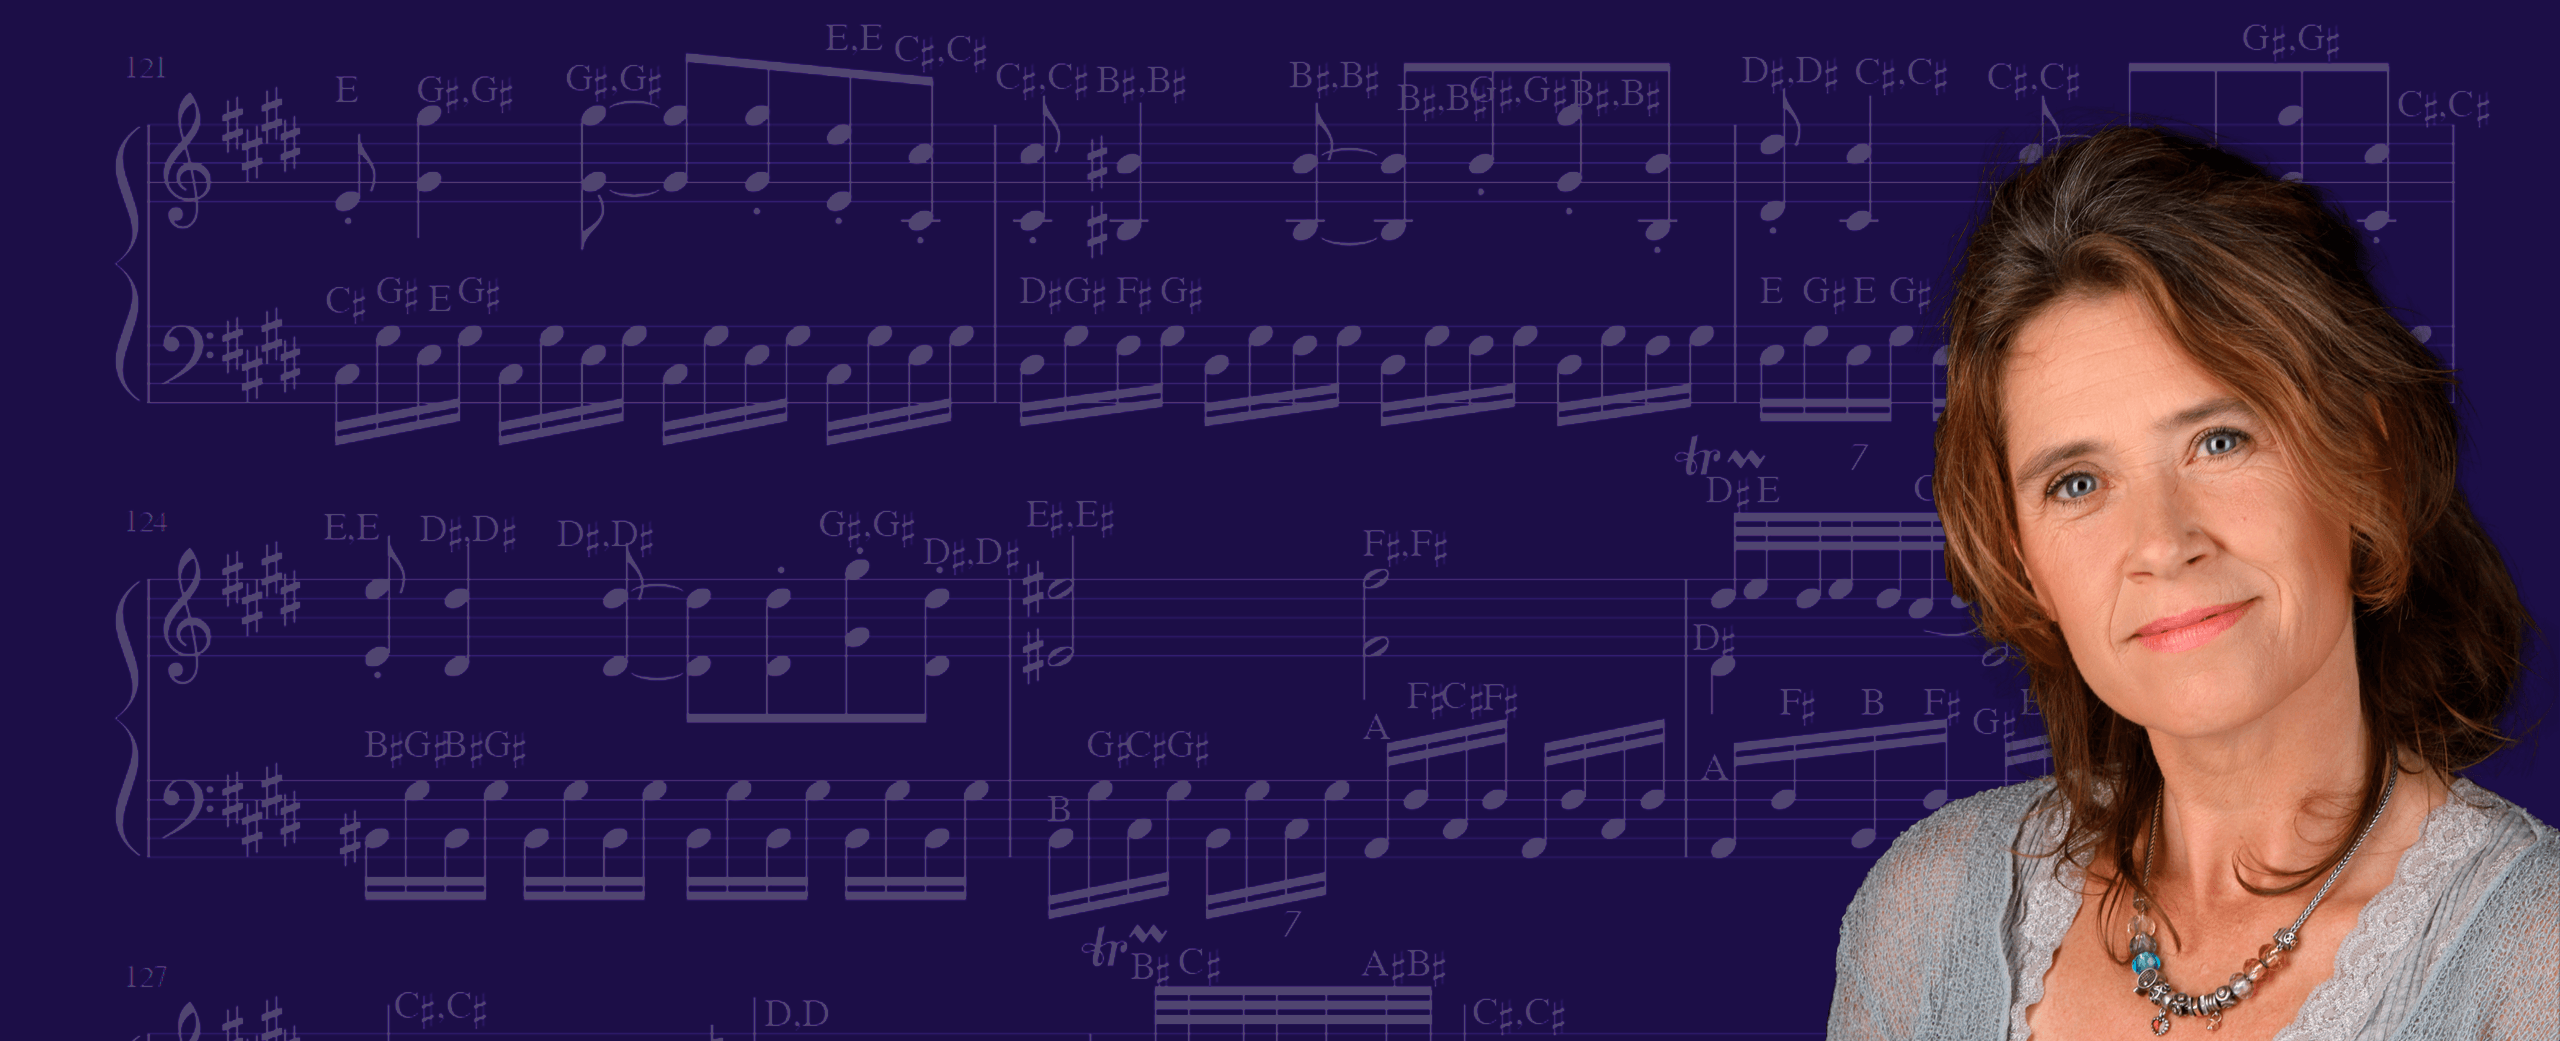 121
E G♯.G♯ G♯.G♯ E.E C♯.C♯ C♯.C♯ B♯.B♯ B♯.B♯ B♯.B♯ G♯.G♯ B♯.B♯ D♯.D♯ C♯.C♯ C♯.C♯ G♯.G♯ C♯.C♯
C♯ G♯ E G♯ D♯ G♯ F♯ G♯ E G♯ E G♯
7
124
tr
D♯ E
E.E D♯.D♯ D♯.D♯ G♯.G♯ D♯.D♯ E♯.E♯ F♯.F♯
D♯
B♯ G♯ B♯ G♯ B G♯ C♯ G♯ A F♯ C♯ F♯ A F♯ B F♯ G♯
7
127
tr
C♯.C♯ D.D B♯ C♯ A♯ B♯ C♯.C♯